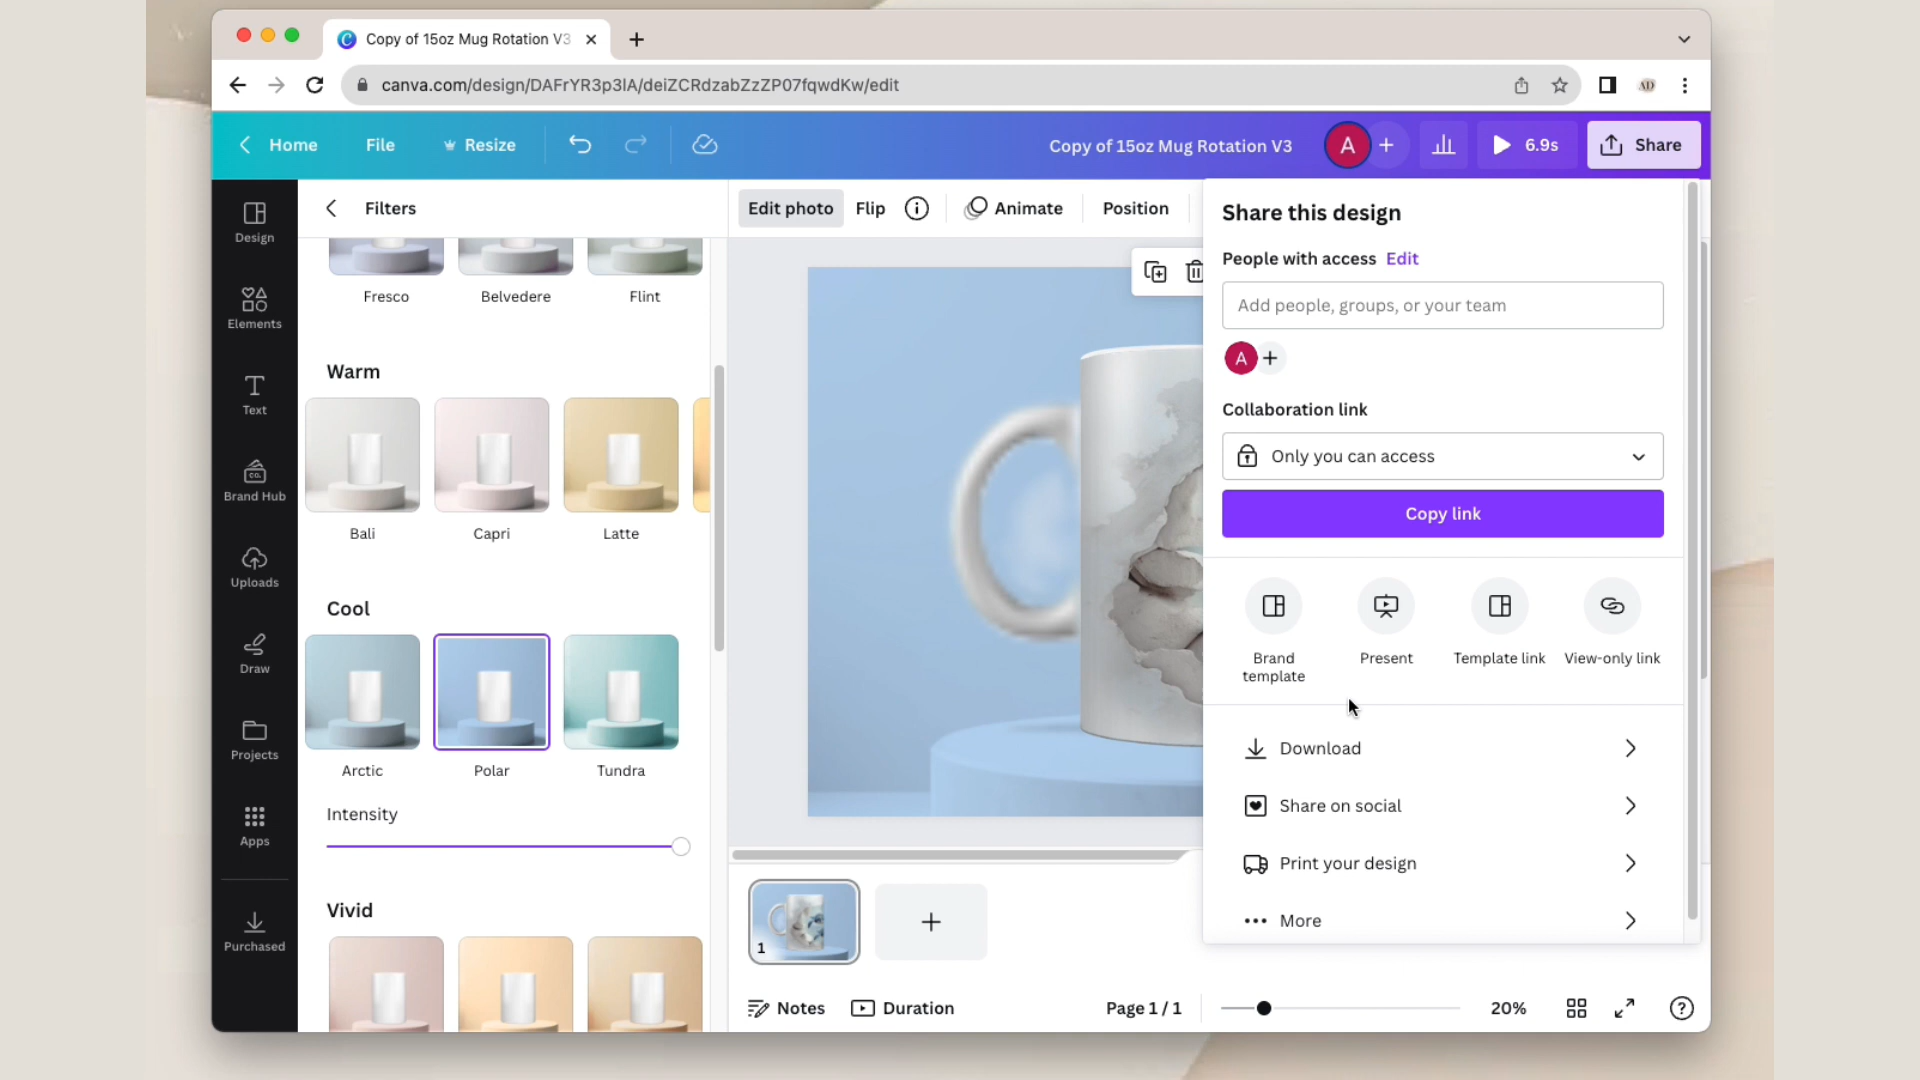 Copy of 15oz Mug Rotation V3
canva.com/design/DAFrYR3p3lA/deiZCRdzabZzZP07fqwdKw/edit
AD
Home
File
Resize
Copy of 15oz Mug Rotation V3
A
6.9s
Share
Design
Elements
Text
CO.
Brand Hub
Uploads
Draw
Projects
Apps
Purchased
Filters
Fresco
Belvedere
Flint
Warm
Bali
Capri
Latte
Cool
Arctic
Polar
Tundra
Intensity
Vivid
Edit photo
Flip
Animate
Position
Share this design
People with access Edit
Add people, groups, or your team
A
Collaboration link
Only you can access
Copy link
Brand
template
Present
Template link
View-only link
Download
Share on social
Print your design
More
1
Notes
Duration
Page 1 / 1
20%